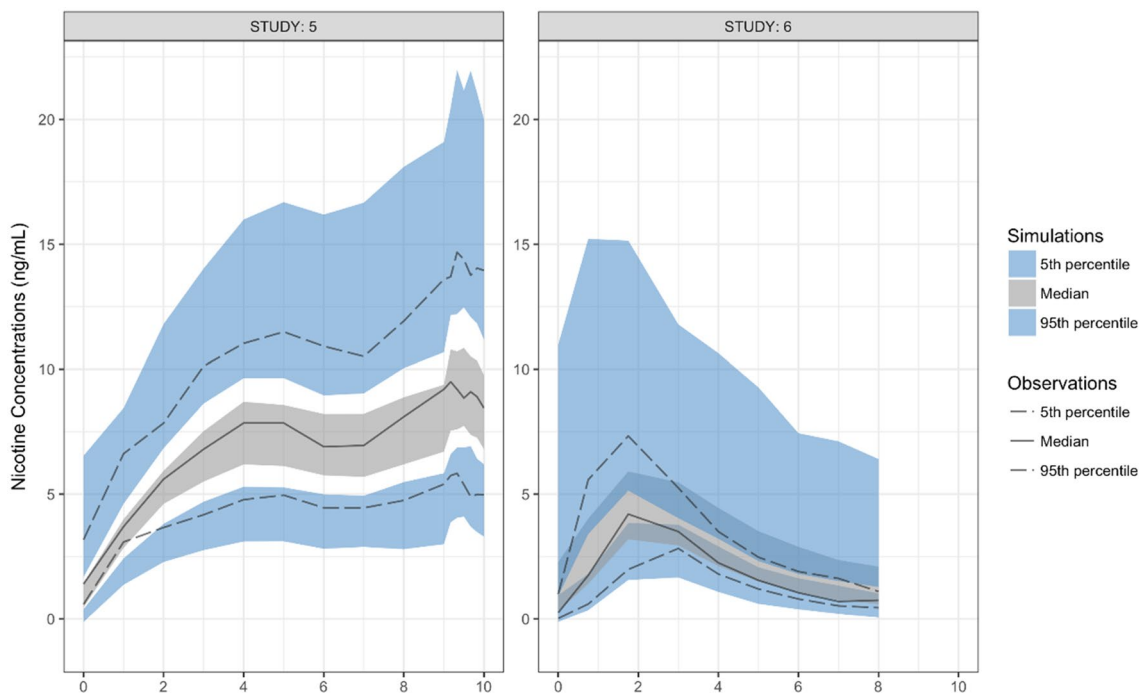 STUDY: 5
STUDY: 6
Nicotine Concentrations (ng/mL)
20
15
10
5
0
0 2 4 6 8 10
20
15
10
5
0
0 2 4 6 8 10
Simulations
5th percentile
Median
95th percentile
Observations
5th percentile
Median
95th percentile